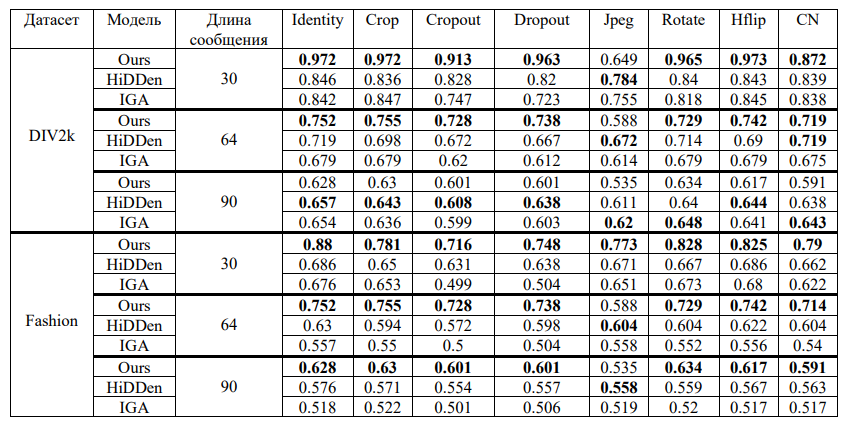 Датасет Модель Длина сообщения Identity Crop Cropout Dropout Jpeg Rotate Hflip CN
DIV2k
30
Ours 0.972 0.972 0.913 0.963 0.649 0.965 0.973 0.872
HiDDen 0.846 0.836 0.828 0.82 0.784 0.84 0.843 0.839
IGA 0.842 0.847 0.747 0.723 0.755 0.818 0.845 0.838
64
Ours 0.752 0.755 0.728 0.738 0.588 0.729 0.742 0.719
HiDDen 0.719 0.698 0.672 0.667 0.672 0.714 0.69 0.719
IGA 0.679 0.679 0.62 0.612 0.614 0.679 0.679 0.675
90
Ours 0.628 0.63 0.601 0.601 0.535 0.634 0.617 0.591
HiDDen 0.657 0.643 0.608 0.638 0.611 0.64 0.644 0.638
IGA 0.654 0.636 0.599 0.603 0.62 0.648 0.641 0.643
Fashion
30
Ours 0.88 0.781 0.716 0.748 0.773 0.828 0.825 0.79
HiDDen 0.686 0.65 0.631 0.638 0.671 0.667 0.686 0.662
IGA 0.676 0.653 0.499 0.504 0.651 0.673 0.68 0.622
64
Ours 0.752 0.755 0.728 0.738 0.588 0.729 0.742 0.714
HiDDen 0.63 0.594 0.572 0.598 0.604 0.604 0.622 0.604
IGA 0.557 0.55 0.5 0.504 0.558 0.552 0.556 0.54
90
Ours 0.628 0.63 0.601 0.601 0.535 0.634 0.617 0.591
HiDDen 0.576 0.571 0.554 0.557 0.558 0.559 0.567 0.563
IGA 0.518 0.522 0.501 0.506 0.519 0.52 0.517 0.517